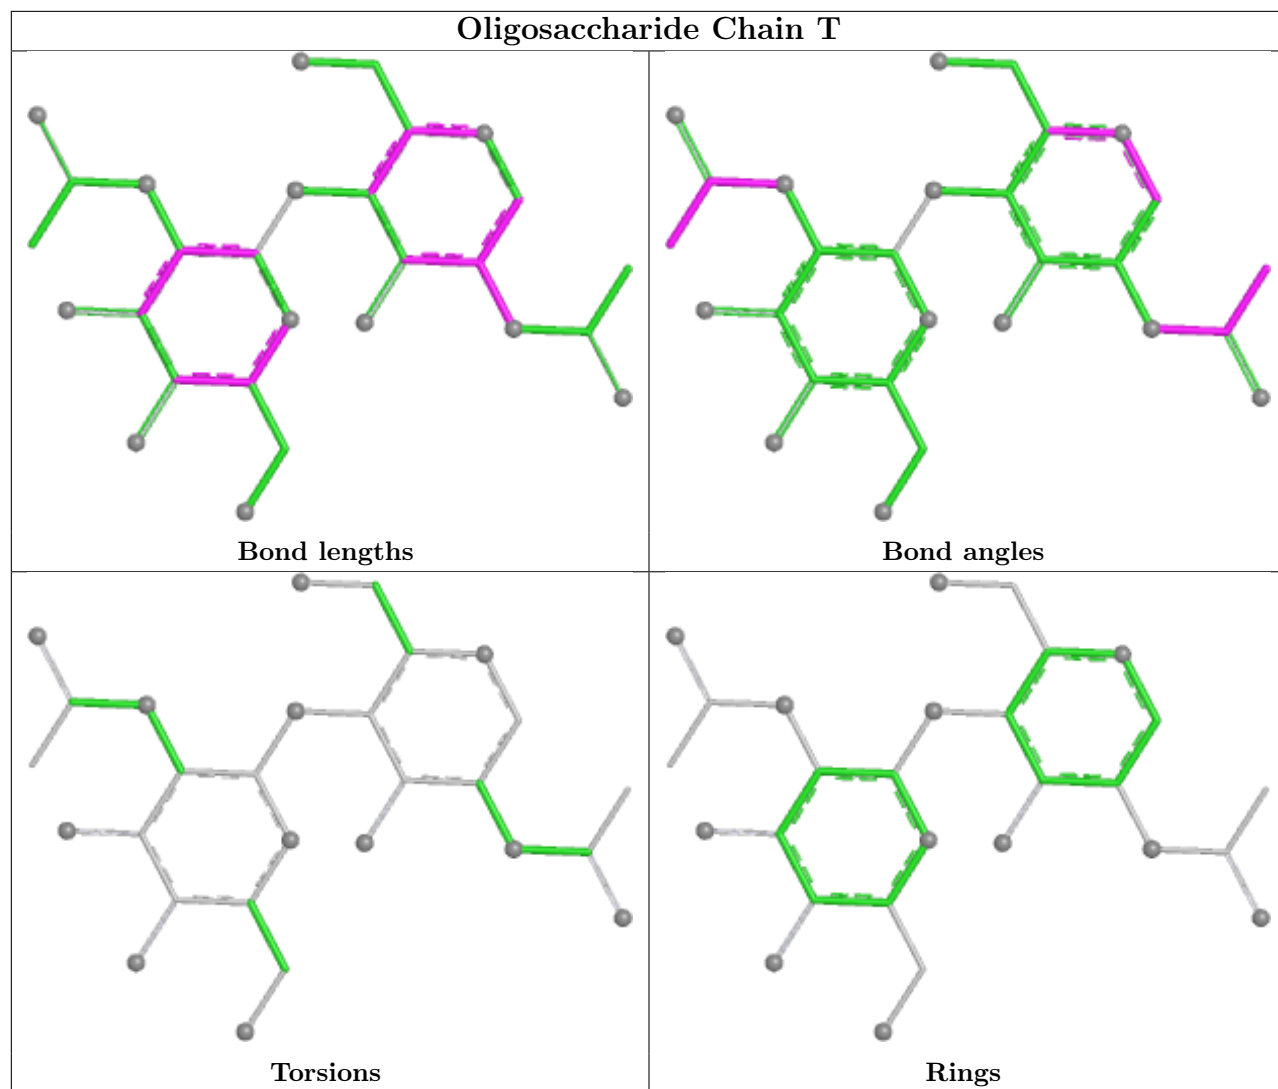 Oligosaccharide Chain T
Bond lengths
Bond angles
Torsions
Rings